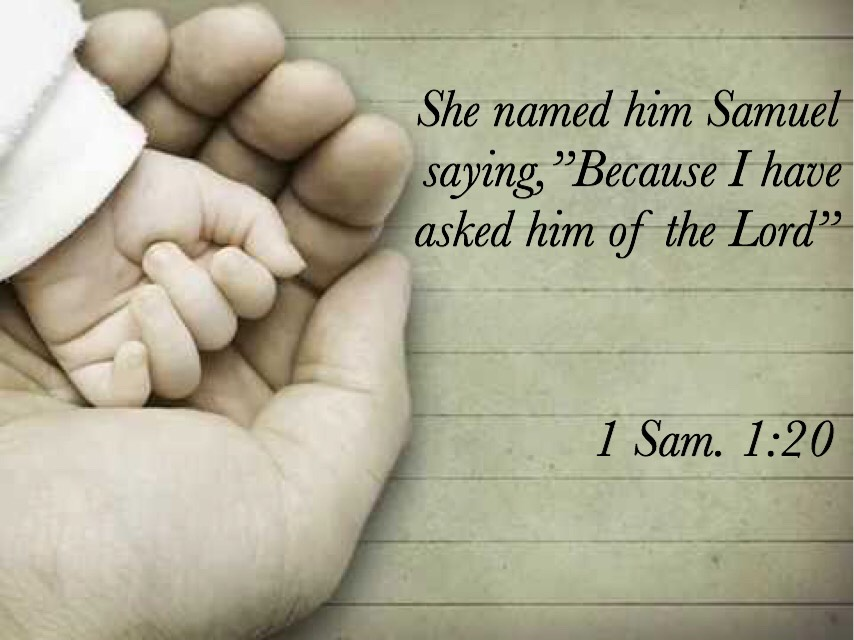 She named him Samuel
saying,”Because I have
asked him of the Lord”
1 Sam. 1:20